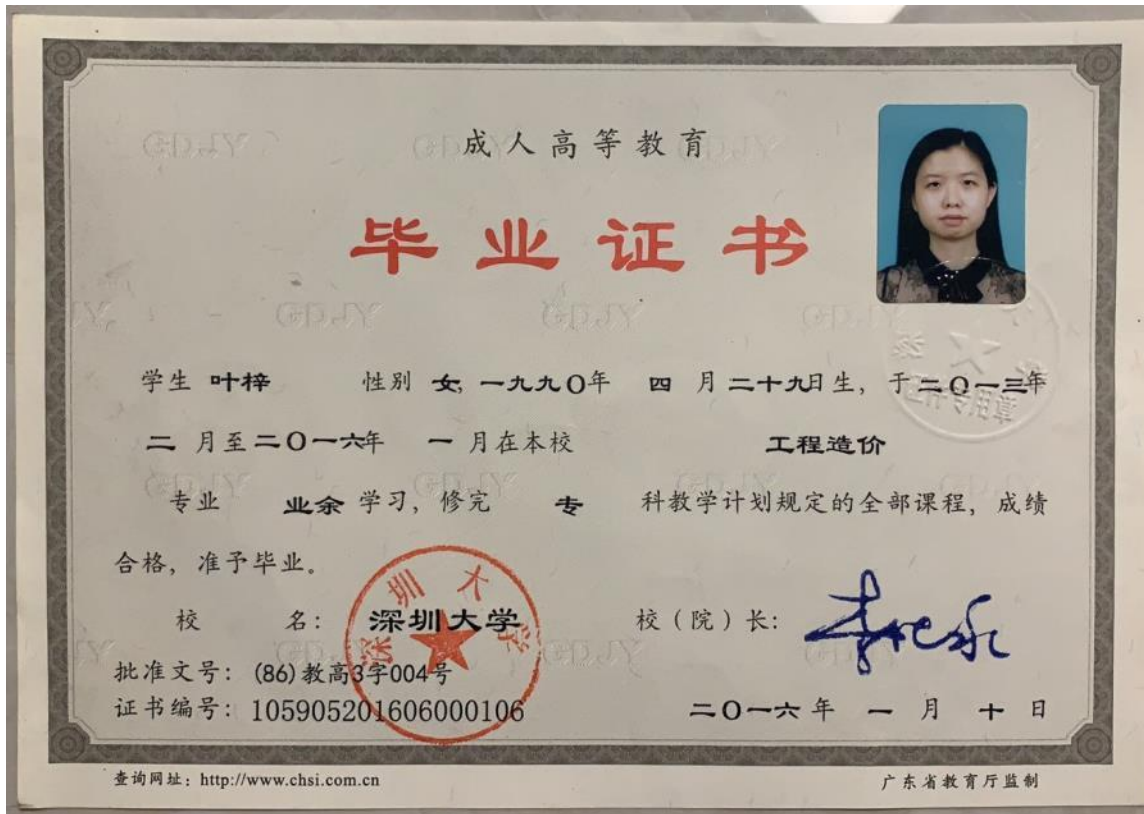 成人高等教育
毕业证书
学生 叶梓 性别 女, 一九九〇年 四 月 二十九日生, 于 二〇一三年
二 月至 二〇一六年 一 月在本校 工程造价
专业 业余 学习, 修完 专 科教学计划规定的全部课程, 成绩
合格, 准予毕业。
校 名: 深圳大学 校(院)长:
深圳大学
批准文号: (86)教高3字004号
证书编号: 105905201606000106 二〇一六 年 一 月 十 日
查询网址: http://www.chsi.com.cn 广东省教育厅监制
GDJY